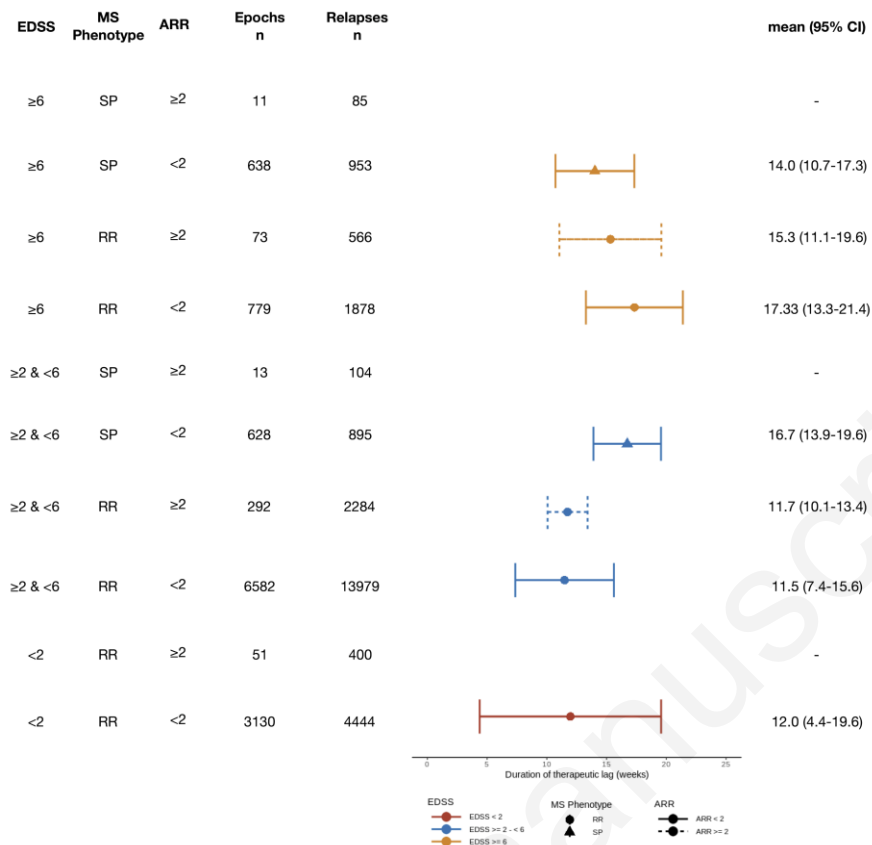 EDSS MS Phenotype ARR Epochs n Relapses n mean (95% CI)
≥6 SP ≥2 11 85 -
≥6 SP <2 638 953 14.0 (10.7-17.3)
≥6 RR ≥2 73 566 15.3 (11.1-19.6)
≥6 RR <2 779 1878 17.33 (13.3-21.4)
≥2 & <6 SP ≥2 13 104 -
≥2 & <6 SP <2 628 895 16.7 (13.9-19.6)
≥2 & <6 RR ≥2 292 2284 11.7 (10.1-13.4)
≥2 & <6 RR <2 6582 13979 11.5 (7.4-15.6)
<2 RR ≥2 51 400 -
<2 RR <2 3130 4444 12.0 (4.4-19.6)
0 5 10 15 20 25
Duration of therapeutic lag (weeks)
EDSS MS Phenotype ARR
EDSS < 2 RR ARR < 2
EDSS >= 2 - < 6 SP ARR >= 2
EDSS >= 6
anuscri